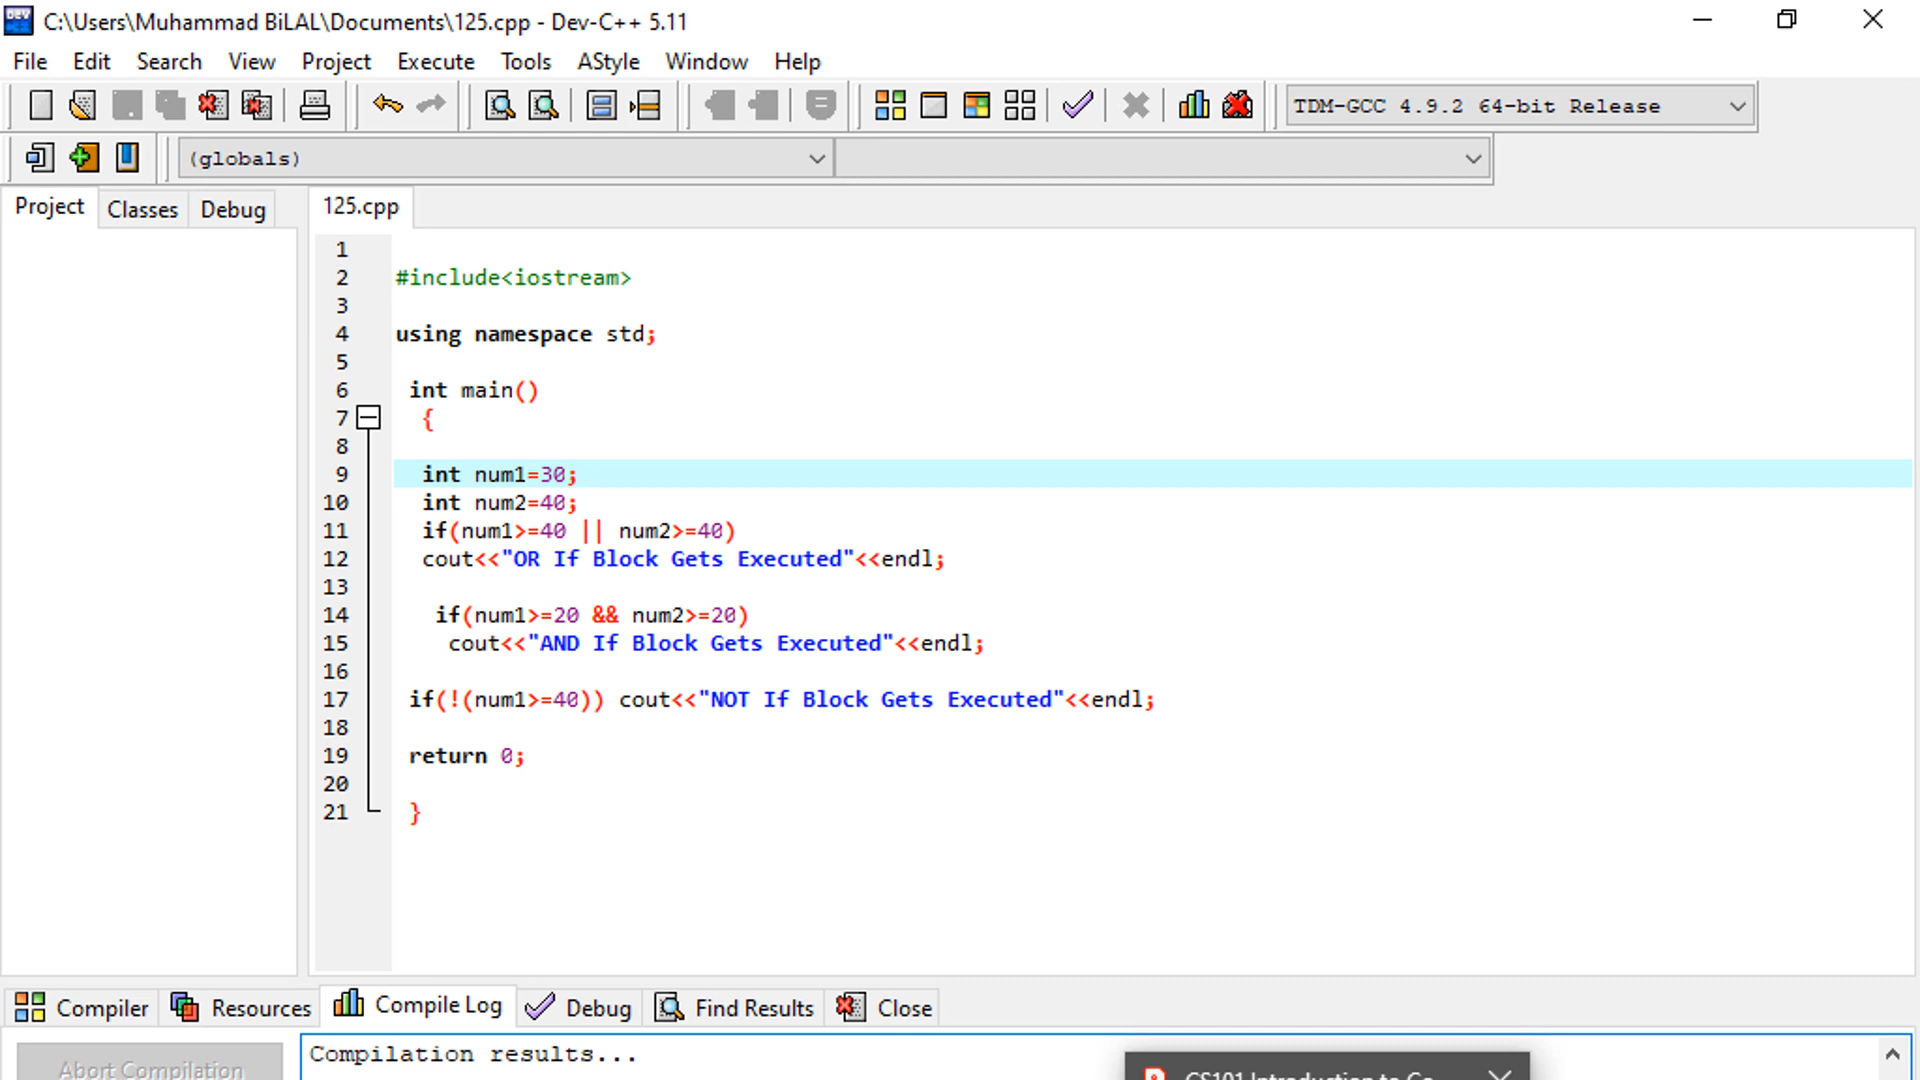 C:\Users\Muhammad BiLAL\Documents\125.cpp - Dev-C++ 5.11
File Edit Search View Project Execute Tools AStyle Window Help
TDM-GCC 4.9.2 64-bit Release
(globals)
Project Classes Debug 125.cpp
1
2 #include<iostream>
3
4 using namespace std;
5
6 int main()
7 {
8
9 int num1=30;
10 int num2=40;
11 if(num1>=40 || num2>=40)
12 cout<<"OR If Block Gets Executed"<<endl;
13
14 if(num1>=20 && num2>=20)
15 cout<<"AND If Block Gets Executed"<<endl;
16
17 if(!(num1>=40)) cout<<"NOT If Block Gets Executed"<<endl;
18
19 return 0;
20
21 }
Compiler Resources Compile Log Debug Find Results Close
Abort Compilation Compilation results...
CS101 Introduction to Co...